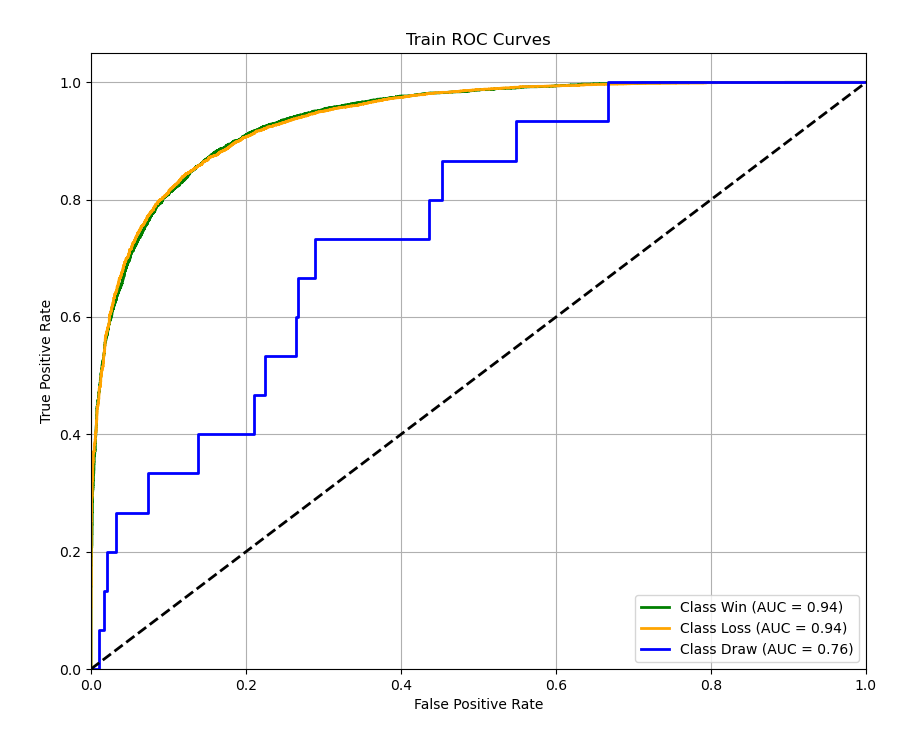 Train ROC Curves
True Positive Rate
1.0
0.8
0.6
0.4
0.2
0.0
0.0 0.2 0.4 0.6 0.8 1.0
False Positive Rate
Class Win (AUC = 0.94)
Class Loss (AUC = 0.94)
Class Draw (AUC = 0.76)